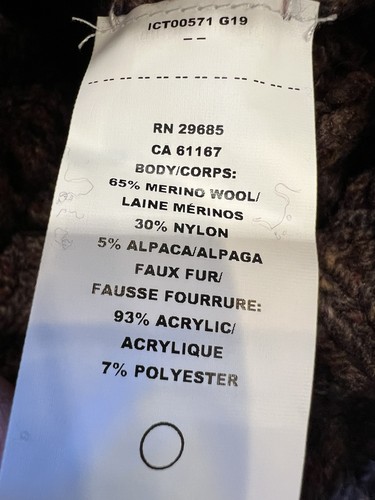 ICT00571 G19
RN 29685
CA 61167
BODY/CORPS:
65% MERINO WOOL/
LAINE MÉRINOS
30% NYLON
5% ALPACA/ALPAGA
FAUX FUR/
FAUSSE FOURRURE:
93% ACRYLIC/
ACRYLIQUE
7% POLYESTER